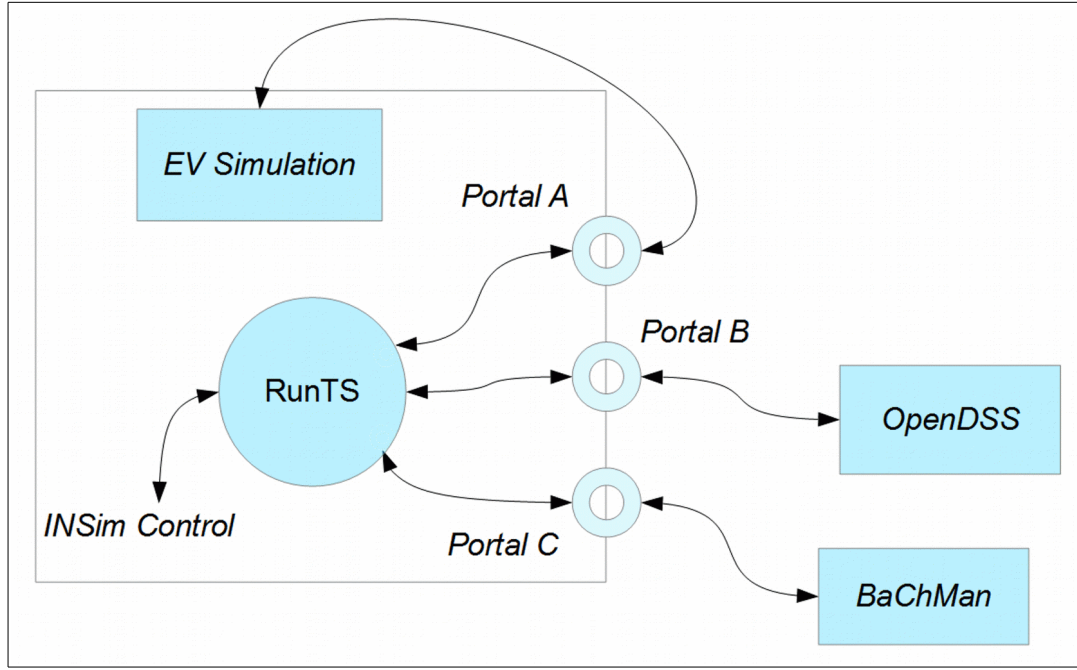 EV Simulation
Portal A
Portal B
RunTS
OpenDSS
INSim Control
Portal C
BaChMan